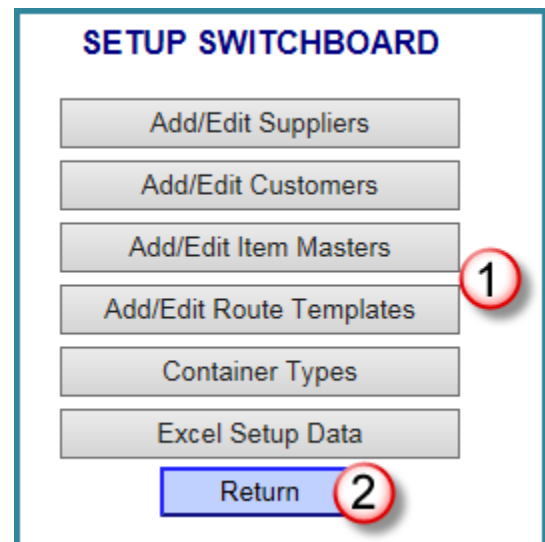 SETUP SWITCHBOARD
Add/Edit Suppliers
Add/Edit Customers
Add/Edit Item Masters
1
Add/Edit Route Templates
Container Types
Excel Setup Data
Return 2